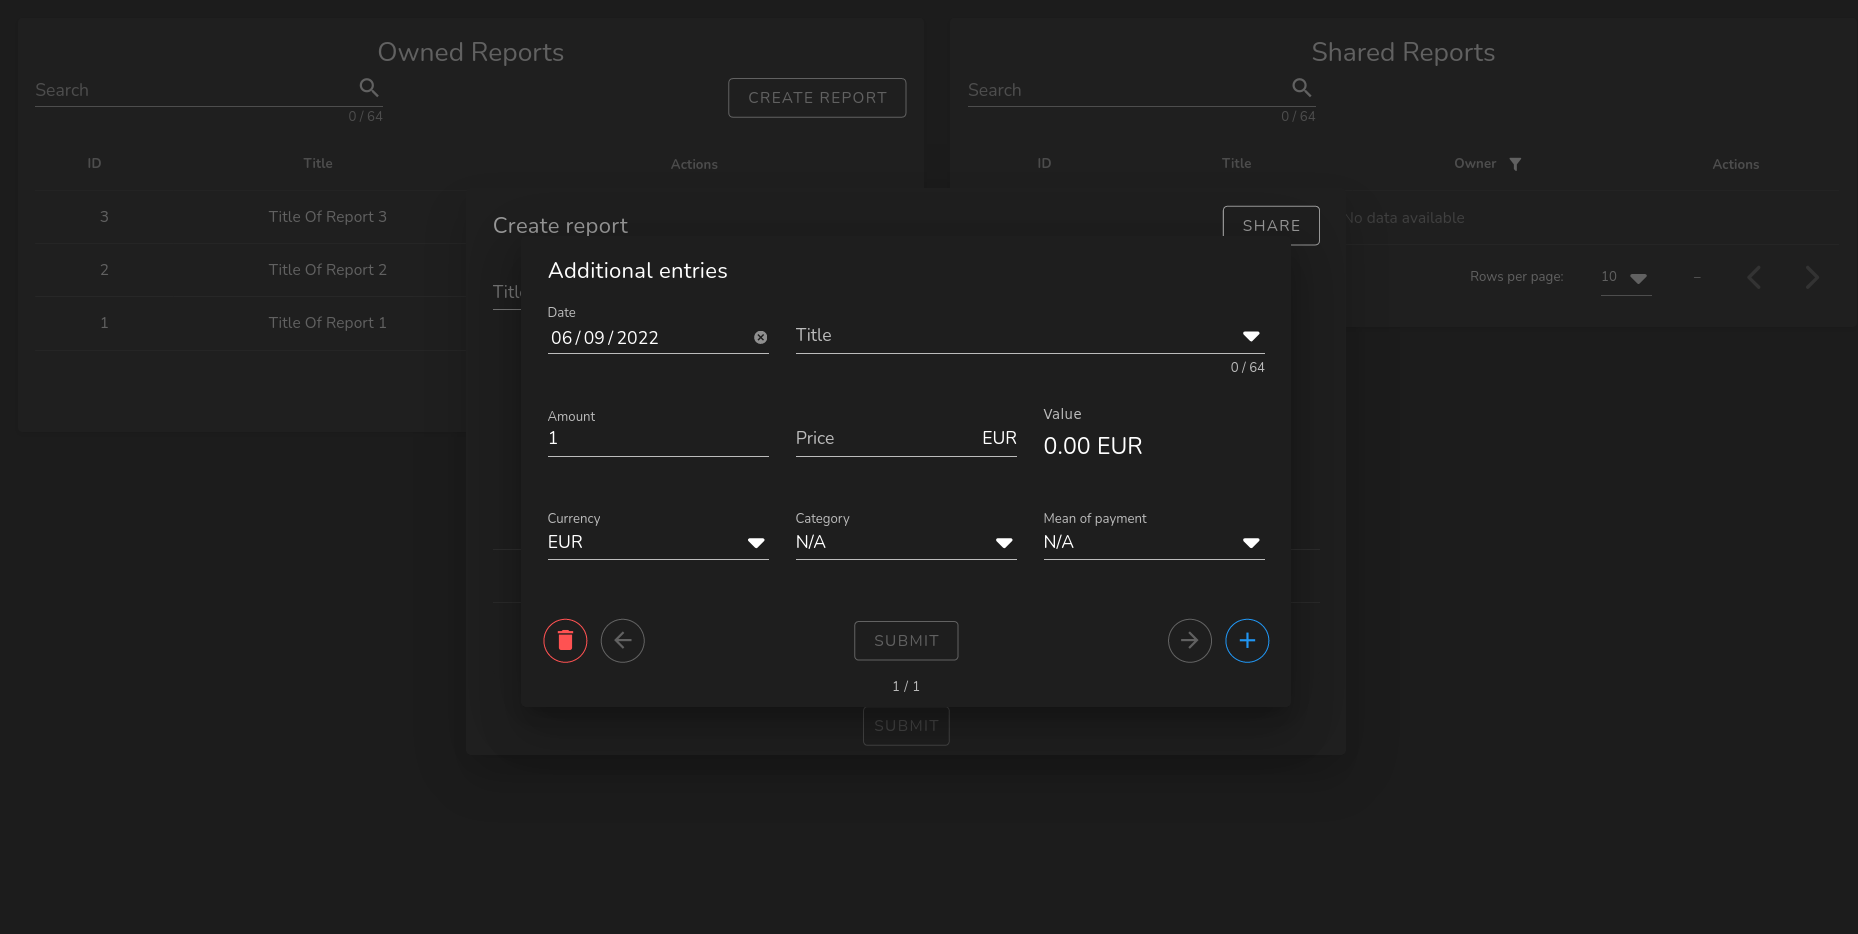 Owned Reports
Search
0 / 64
CREATE REPORT
ID Title Actions
3 Title Of Report 3
2 Title Of Report 2
1 Title Of Report 1
Shared Reports
Search
0 / 64
ID Title Owner Actions
No data available
Rows per page: 10 –
Create report
SHARE
Additional entries
Date
06/09/2022
Title
0 / 64
Amount
1
Price EUR
Value
0.00 EUR
Currency
EUR
Category
N/A
Mean of payment
N/A
SUBMIT
1 / 1
SUBMIT